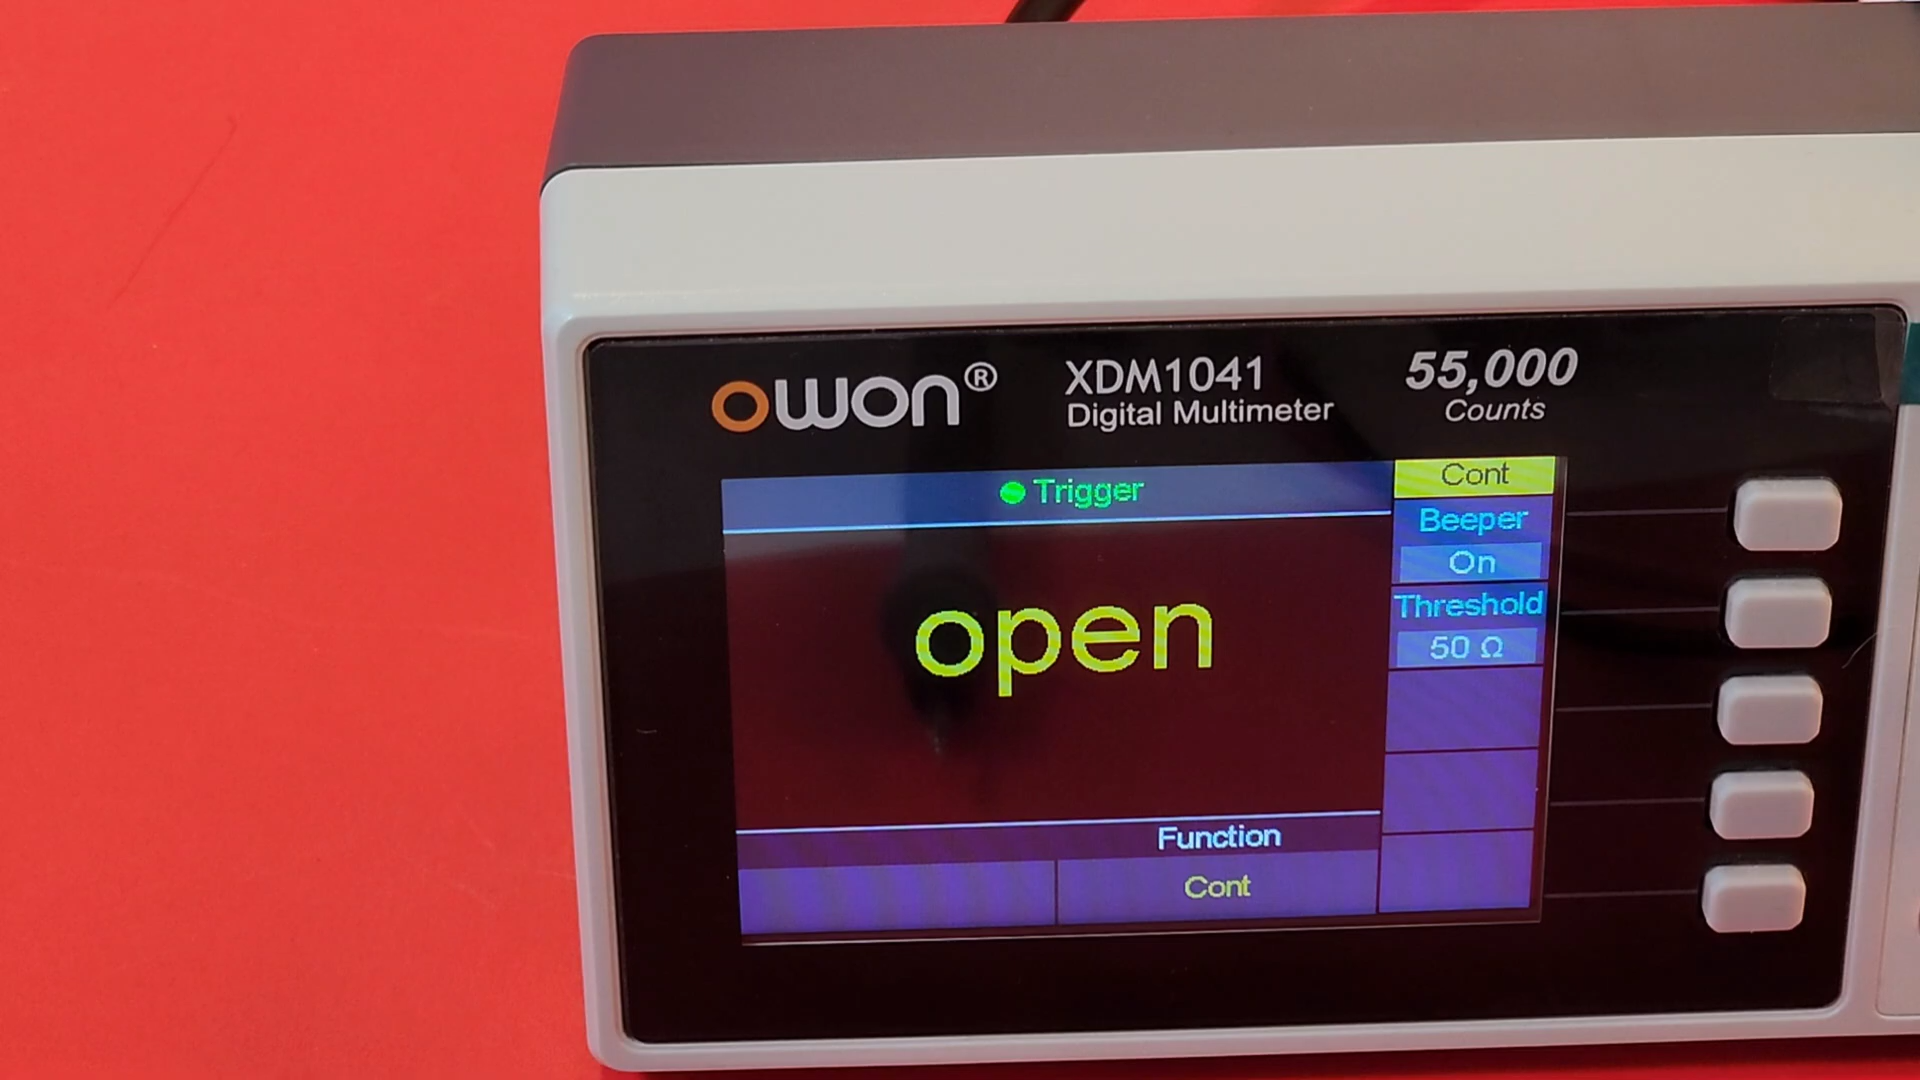 owon®
XDM1041
Digital Multimeter
55,000
Counts
Trigger
Cont
Beeper
On
Threshold
50 Ω
open
Function
Cont